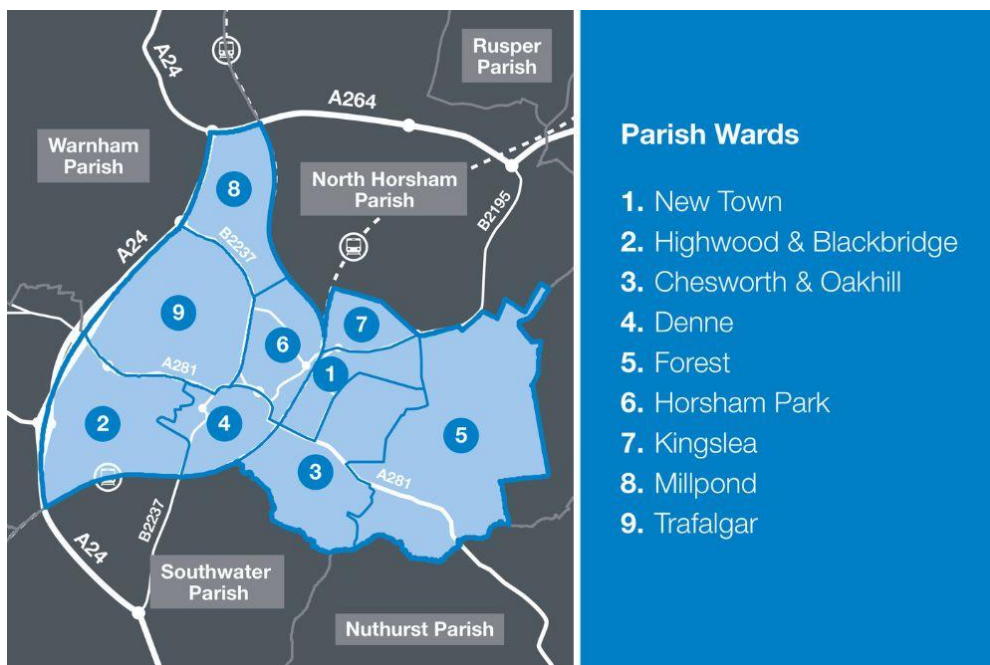 A24
A264
Rusper
Parish
Warnham
Parish
North Horsham
Parish
B2195
8
B2237
A24
9
7
6
1
A281
2
4
5
3
A281
B2237
A24
Southwater
Parish
Nuthurst Parish
Parish Wards
1. New Town
2. Highwood & Blackbridge
3. Chesworth & Oakhill
4. Denne
5. Forest
6. Horsham Park
7. Kingslea
8. Millpond
9. Trafalgar